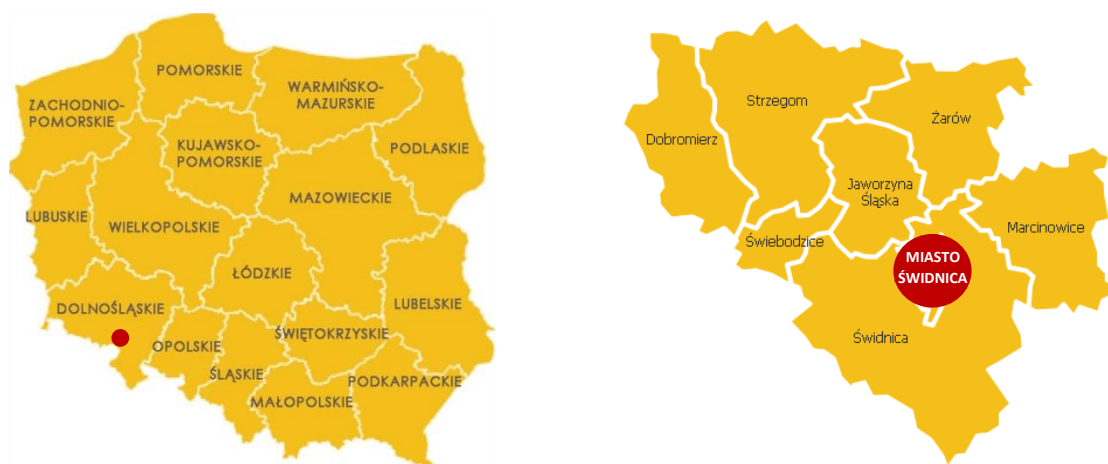 POMORSKIE
ZACHODNIO-
POMORSKIE
WARMIŃSKO-
MAZURSKIE
KUJAWSKO-
POMORSKIE
PODLASKIE
MAZOWIECKIE
LUBUSKIE
WIELKOPOLSKIE
ŁÓDZKIE
DOLNOŚLĄSKIE
LUBELSKIE
OPOLSKIE
ŚWIĘTOKRZYSKIE
ŚLĄSKIE
PODKARPACKIE
MAŁOPOLSKIE
Strzegom
Żarów
Dobromierz
Jaworzyna
Śląska
Marcinowice
Świebodzice
MIASTO
ŚWIDNICA
Świdnica